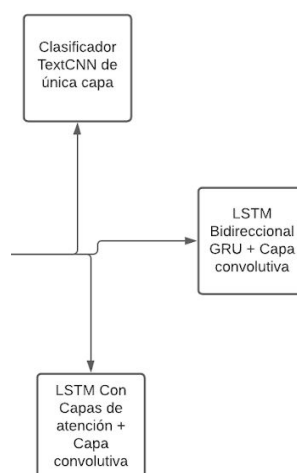 Clasificador
TextCNN de
única capa
LSTM
Bidireccional
GRU + Capa
convolutiva
LSTM Con
Capas de
atención +
Capa
convolutiva